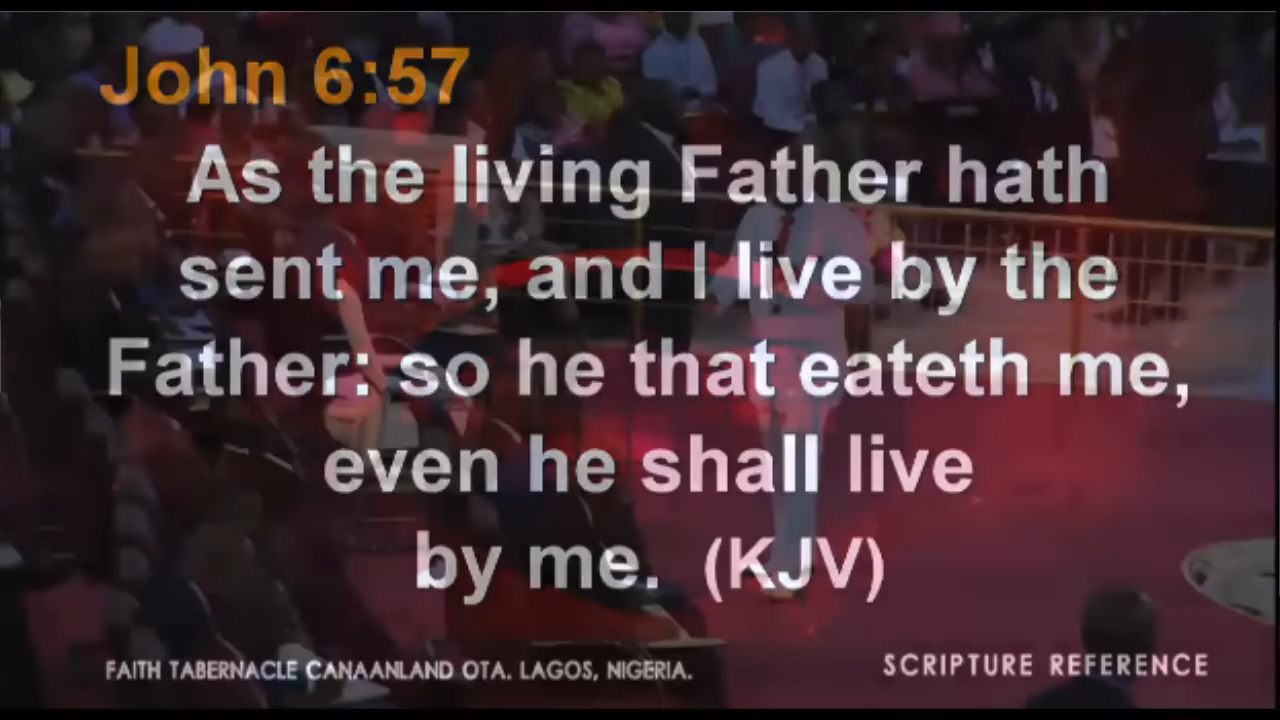 John 6:57
As the living Father hath
sent me, and I live by the
Father: so he that eateth me,
even he shall live
by me. (KJV)
FAITH TABERNACLE CANAANLAND OTA. LAGOS, NIGERIA.
SCRIPTURE REFERENCE